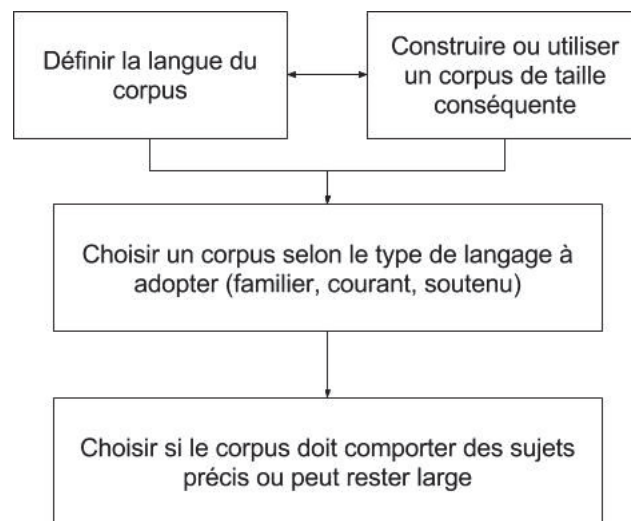 Définir la langue du
corpus
Construire ou utiliser
un corpus de taille
conséquente
Choisir un corpus selon le type de langage à
adopter (familier, courant, soutenu)
Choisir si le corpus doit comporter des sujets
précis ou peut rester large